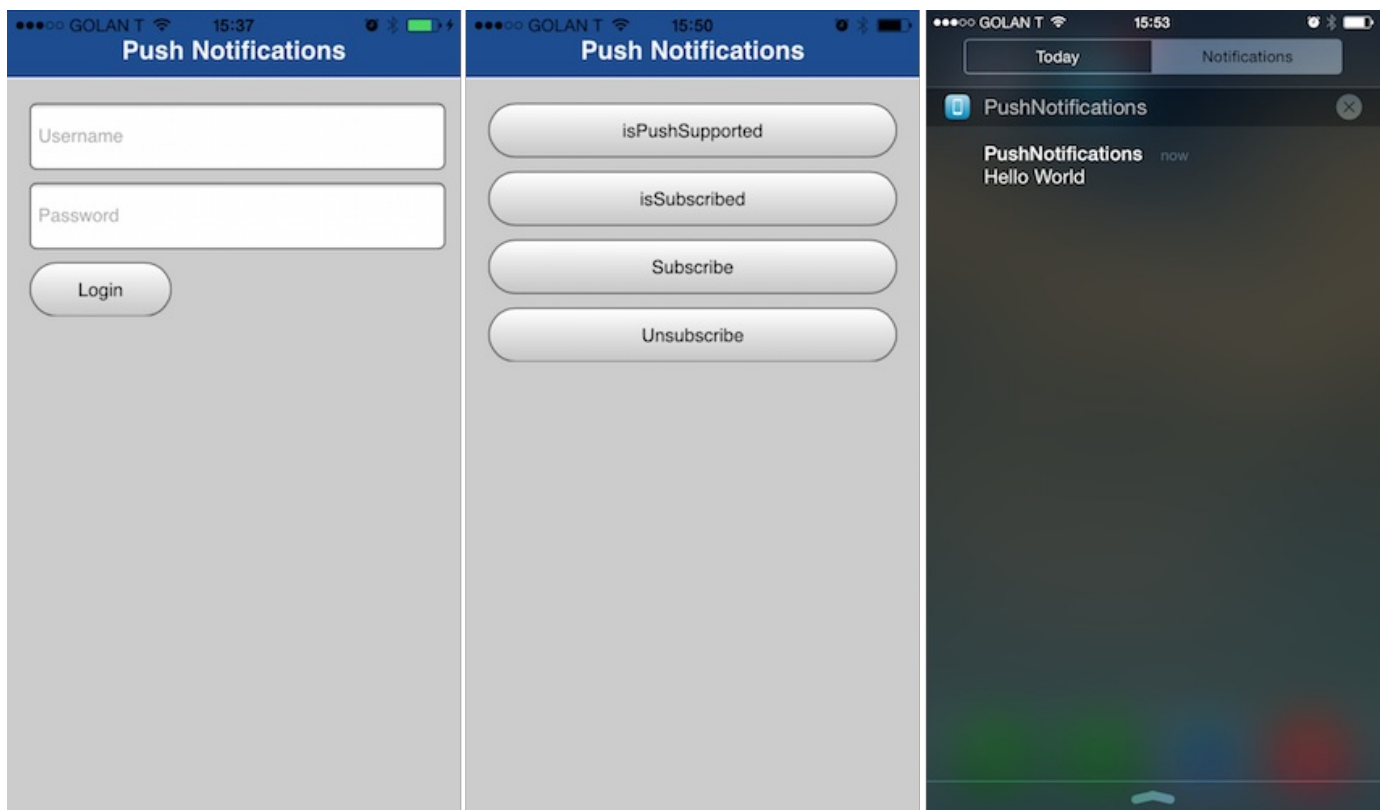 GOLAN T 15:37
Push Notifications
Username
Password
Login
GOLAN T 15:50
Push Notifications
isPushSupported
isSubscribed
Subscribe
Unsubscribe
GOLAN T 15:53
Today Notifications
PushNotifications
PushNotifications now
Hello World